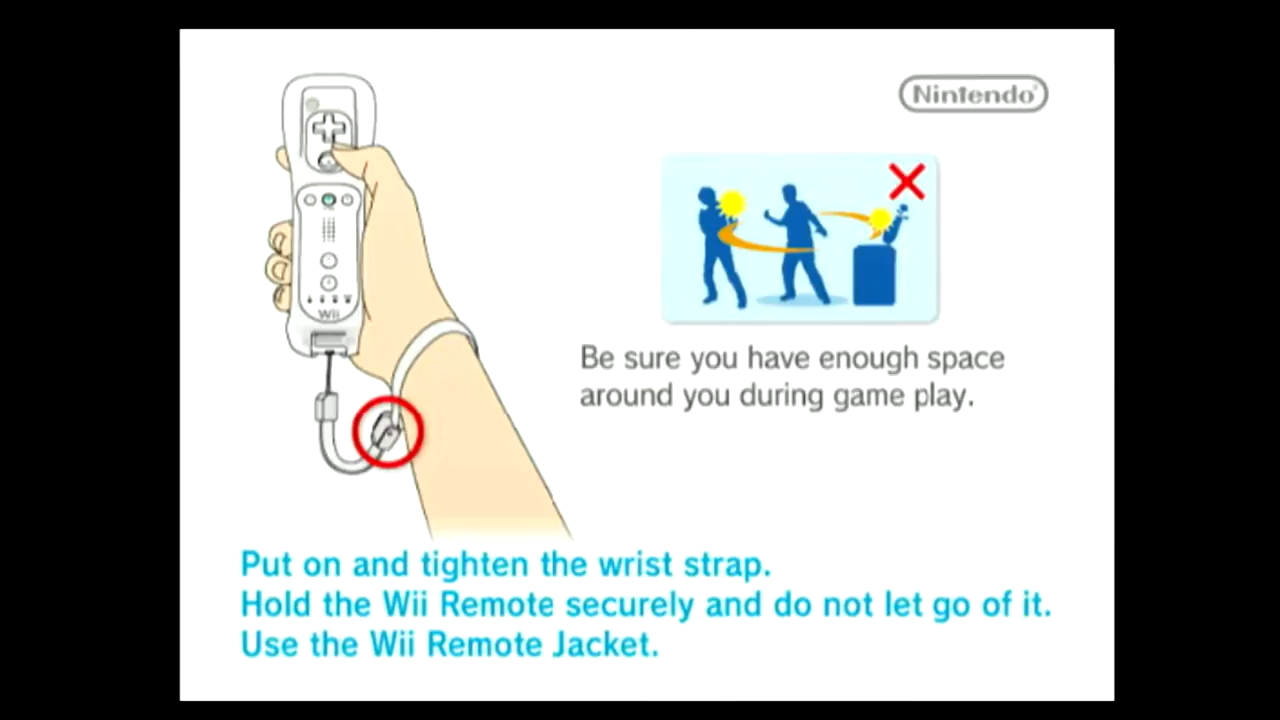 Nintendo
Be sure you have enough space
around you during game play.
Wii
Put on and tighten the wrist strap.
Hold the Wii Remote securely and do not let go of it.
Use the Wii Remote Jacket.